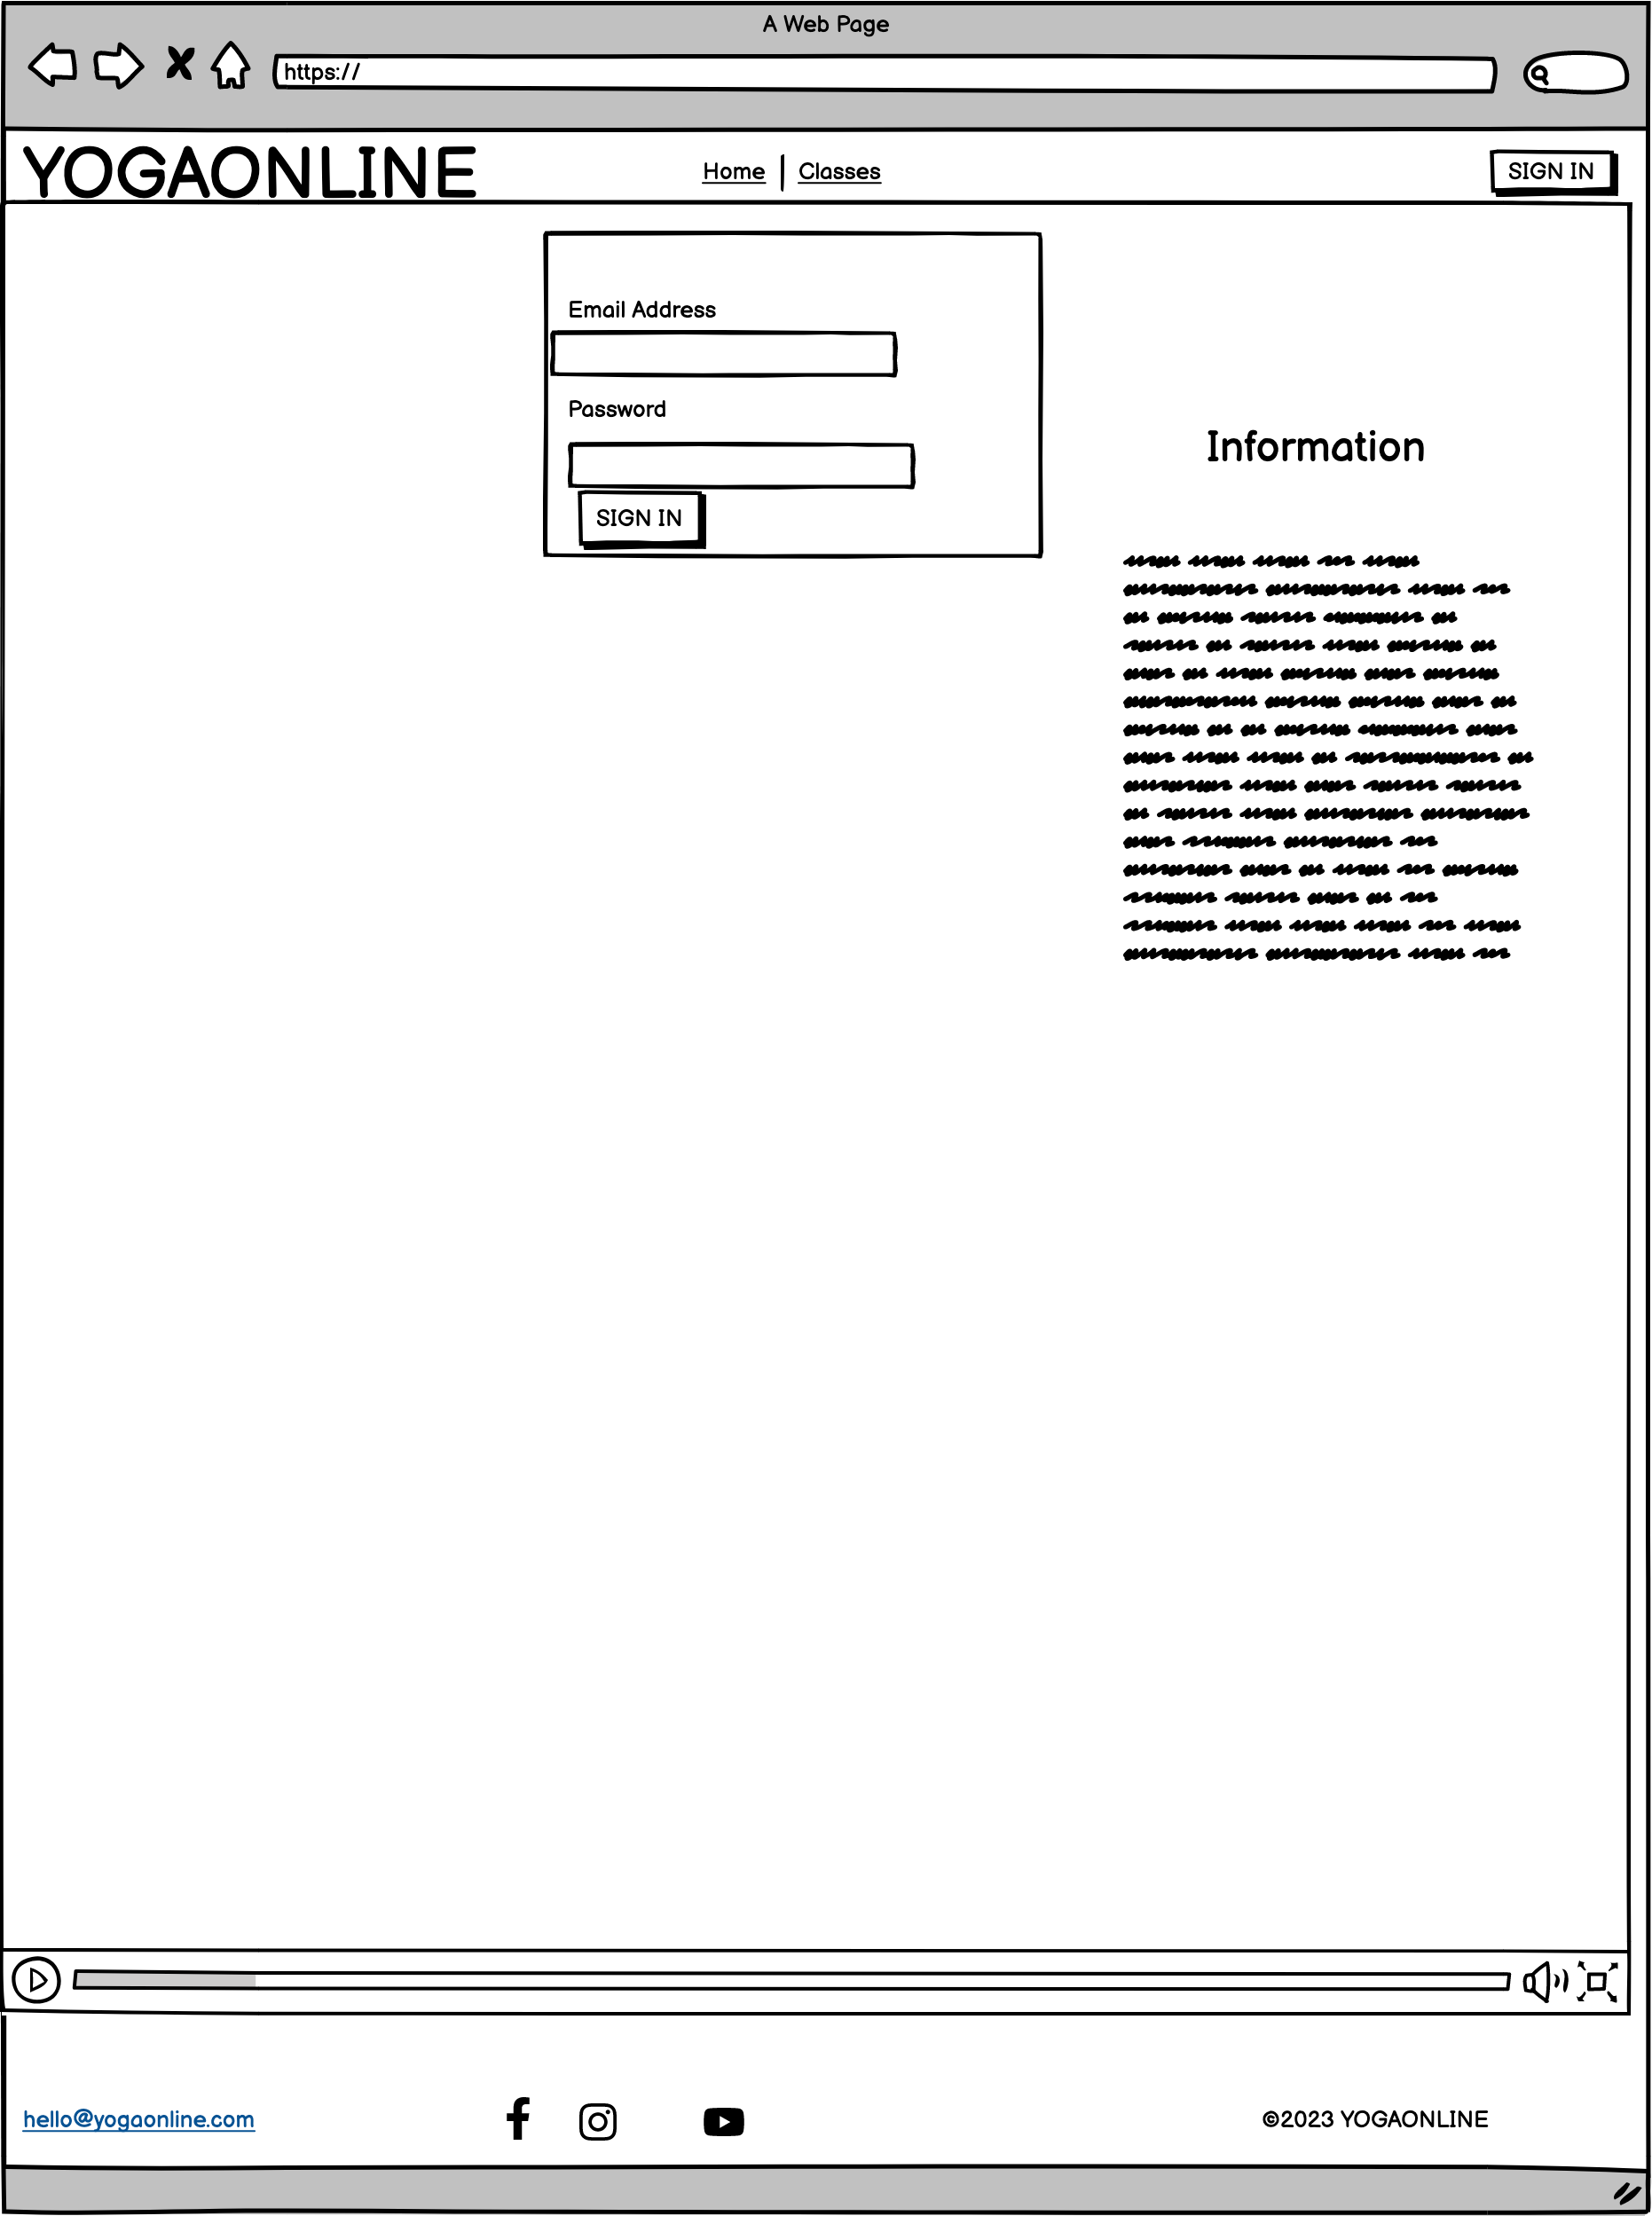 A Web Page
https://
YOGAONLINE
Home | Classes
SIGN IN
Email Address
Password
SIGN IN
Information
hello@yogaonline.com
©2023 YOGAONLINE